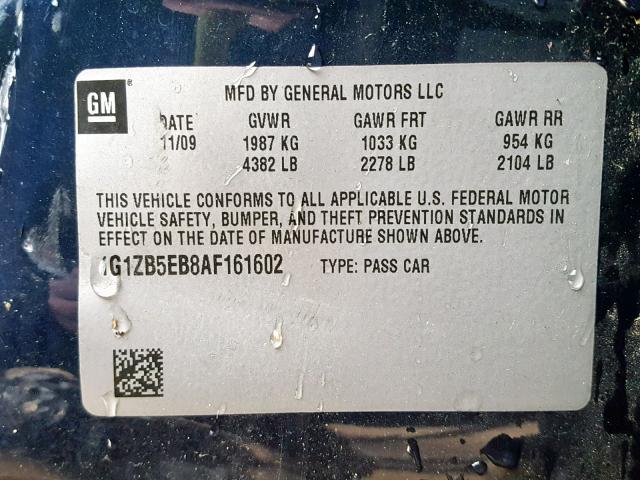 GM
MFD BY GENERAL MOTORS LLC
DATE GVWR GAWR FRT GAWR RR
11/09 1987 KG 1033 KG 954 KG
4382 LB 2278 LB 2104 LB
THIS VEHICLE CONFORMS TO ALL APPLICABLE U.S. FEDERAL MOTOR
VEHICLE SAFETY, BUMPER, AND THEFT PREVENTION STANDARDS IN
EFFECT ON THE DATE OF MANUFACTURE SHOWN ABOVE.
1G1ZB5EB8AF161602 TYPE: PASS CAR